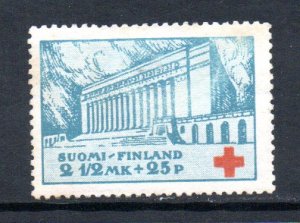 SUOMI-FINLAND
2 1/2 MK + 25 P